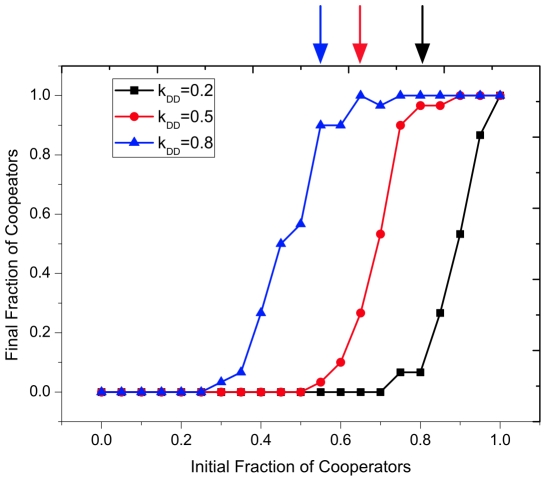 k_DD=0.2
k_DD=0.5
k_DD=0.8
1.0
0.8
0.6
0.4
0.2
0.0
Final Fraction of Coopeators
0.0 0.2 0.4 0.6 0.8 1.0
Initial Fraction of Cooperators